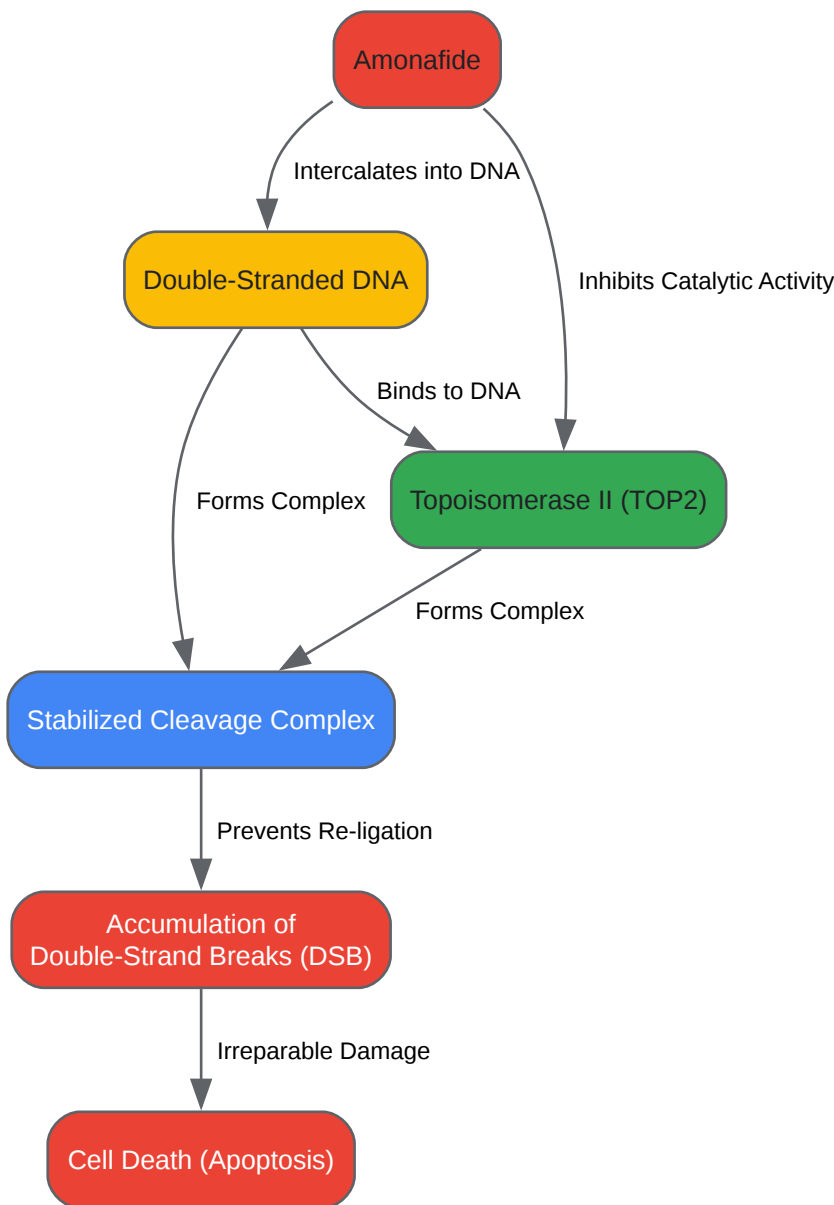 Amonafide
Intercalates into DNA
Double-Stranded DNA
Inhibits Catalytic Activity
Binds to DNA
Forms Complex
Topoisomerase II (TOP2)
Forms Complex
Stabilized Cleavage Complex
Prevents Re-ligation
Accumulation of
Double-Strand Breaks (DSB)
Irreparable Damage
Cell Death (Apoptosis)